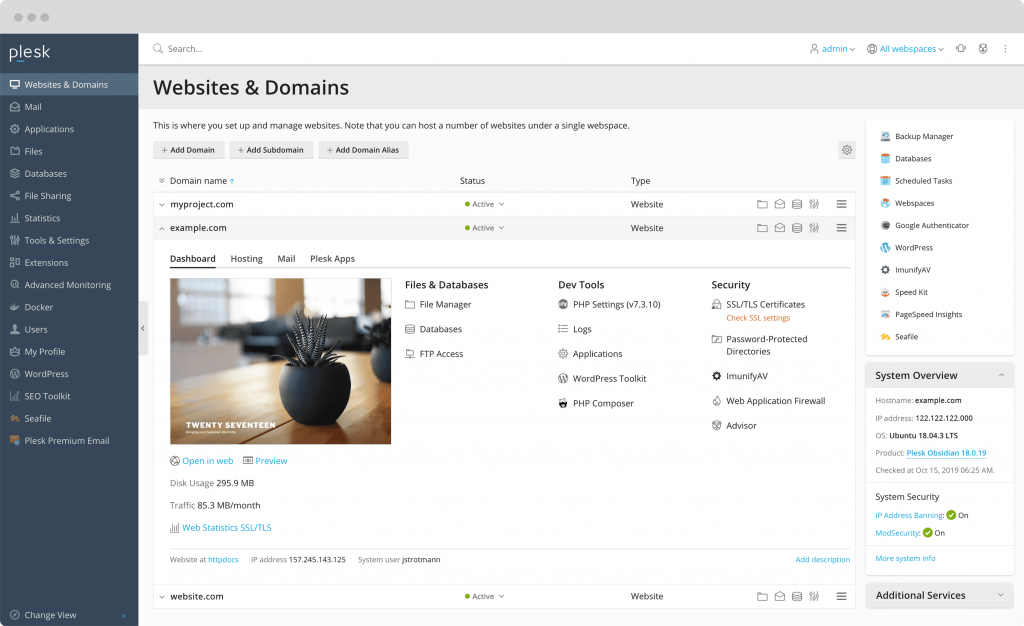 plesk
Search...
admin
All webspaces
Websites & Domains
Mail
Applications
Files
Databases
File Sharing
Statistics
Tools & Settings
Extensions
Advanced Monitoring
Docker
Users
My Profile
WordPress
SEO Toolkit
Seafile
Plesk Premium Email
Change View
Websites & Domains
This is where you set up and manage websites. Note that you can host a number of websites under a single webspace.
+ Add Domain
+ Add Subdomain
+ Add Domain Alias
Domain name ↑ Status Type
myproject.com Active Website
example.com Active Website
Dashboard Hosting Mail Plesk Apps
TWENTY SEVENTEEN
Open in web Preview
Disk Usage 295.9 MB
Traffic 85.3 MB/month
Web Statistics SSL/TLS
Files & Databases
File Manager
Databases
FTP Access
Dev Tools
PHP Settings (v7.3.10)
Logs
Applications
WordPress Toolkit
PHP Composer
Security
SSL/TLS Certificates
Check SSL settings
Password-Protected
Directories
ImunifyAV
Web Application Firewall
Advisor
Website at httpdocs IP address 157.245.143.125 System user jstrotmann Add description
website.com Active Website
Backup Manager
Databases
Scheduled Tasks
Webspaces
Google Authenticator
WordPress
ImunifyAV
Speed Kit
PageSpeed Insights
Seafile
System Overview
Hostname: example.com
IP address: 122.122.122.000
OS: Ubuntu 18.04.3 LTS
Product: Plesk Obsidian 18.0.19
Checked at Oct 15, 2019 06:25 AM.
System Security
IP Address Banning: On
ModSecurity: On
More system info
Additional Services